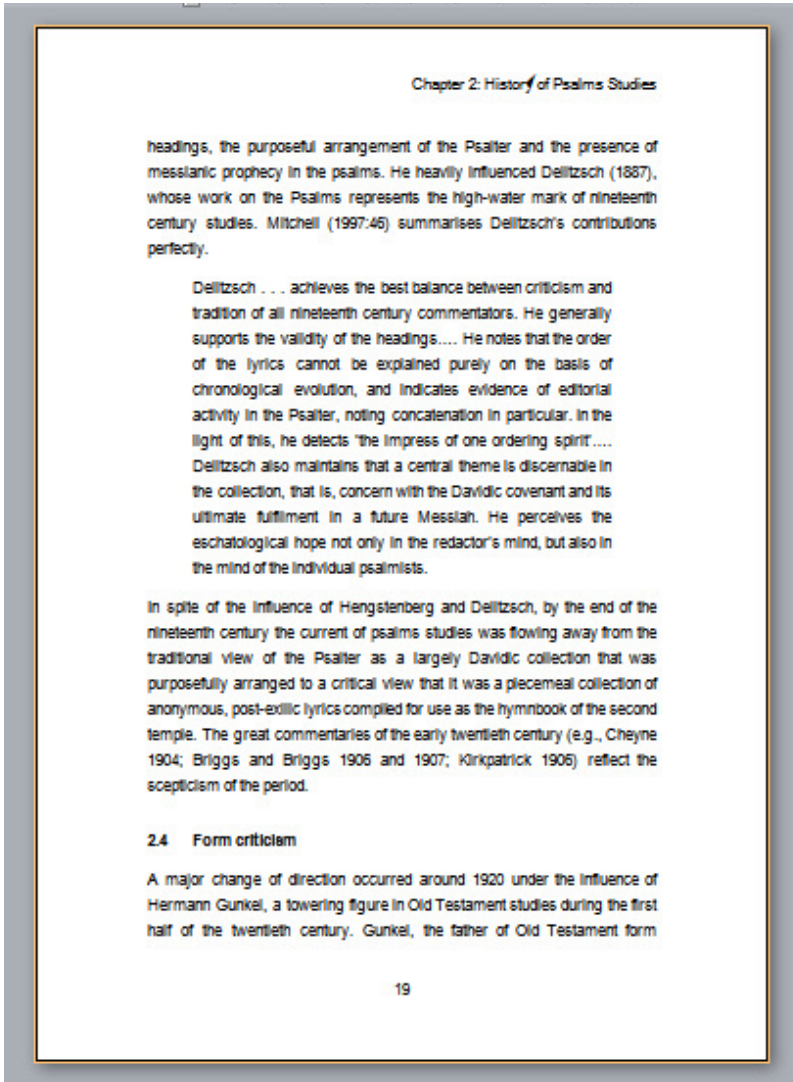 Chapter 2: History of Psalms Studies
headings, the purposeful arrangement of the Psalter and the presence of
messianic prophecy in the psalms. He heavily influenced Delitzsch (1887),
whose work on the Psalms represents the high-water mark of nineteenth
century studies. Mitchell (1997:46) summarises Delitzsch's contributions
perfectly.
Delitzsch . . . achieves the best balance between criticism and
tradition of all nineteenth century commentators. He generally
supports the validity of the headings.... He notes that the order
of the lyrics cannot be explained purely on the basis of
chronological evolution, and indicates evidence of editorial
activity in the Psalter, noting concatenation in particular. In the
light of this, he detects 'the impress of one ordering spirit'....
Delitzsch also maintains that a central theme is discernable in
the collection, that is, concern with the Davidic covenant and its
ultimate fulfilment in a future Messiah. He perceives the
eschatological hope not only in the redactor's mind, but also in
the mind of the individual psalmists.
In spite of the influence of Hengstenberg and Delitzsch, by the end of the
nineteenth century the current of psalms studies was flowing away from the
traditional view of the Psalter as a largely Davidic collection that was
purposefully arranged to a critical view that it was a piecemeal collection of
anonymous, post-exilic lyrics compiled for use as the hymnbook of the second
temple. The great commentaries of the early twentieth century (e.g., Cheyne
1904; Briggs and Briggs 1906 and 1907; Kirkpatrick 1906) reflect the
scepticism of the period.
2.4 Form criticism
A major change of direction occurred around 1920 under the influence of
Hermann Gunkel, a towering figure in Old Testament studies during the first
half of the twentieth century. Gunkel, the father of Old Testament form
19